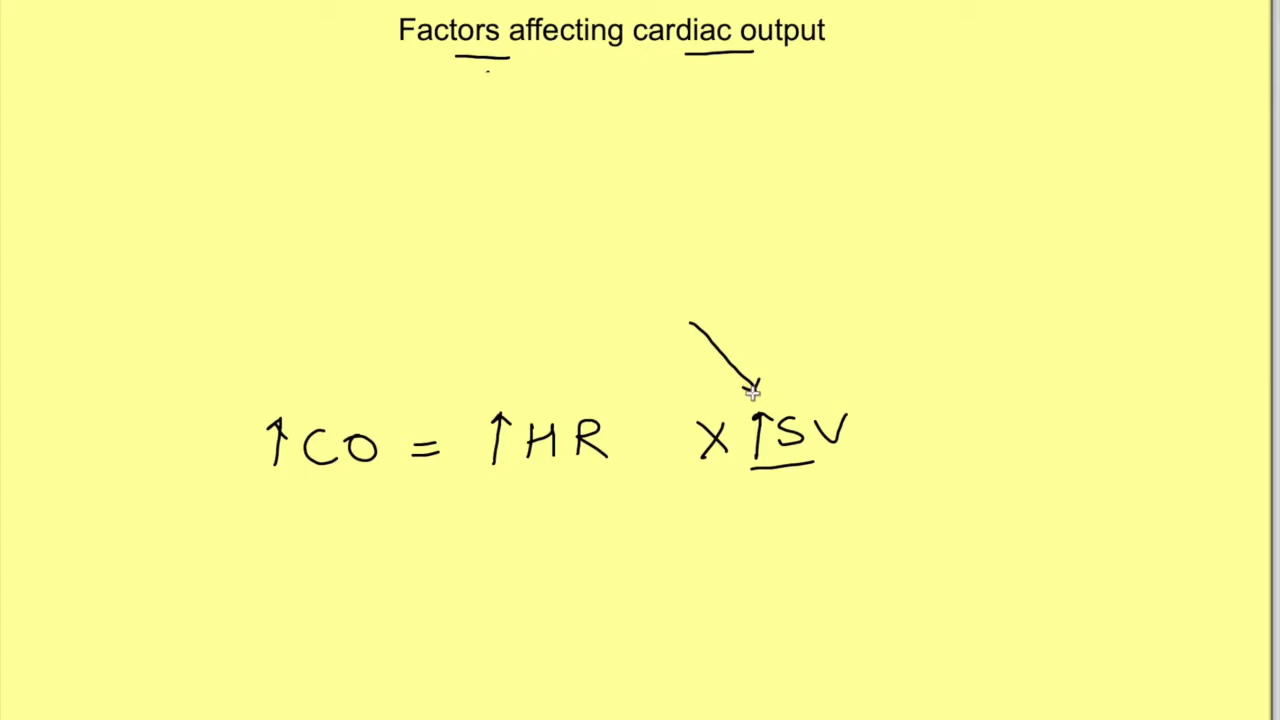 Factors affecting cardiac output
↑CO = ↑HR X ↑SV